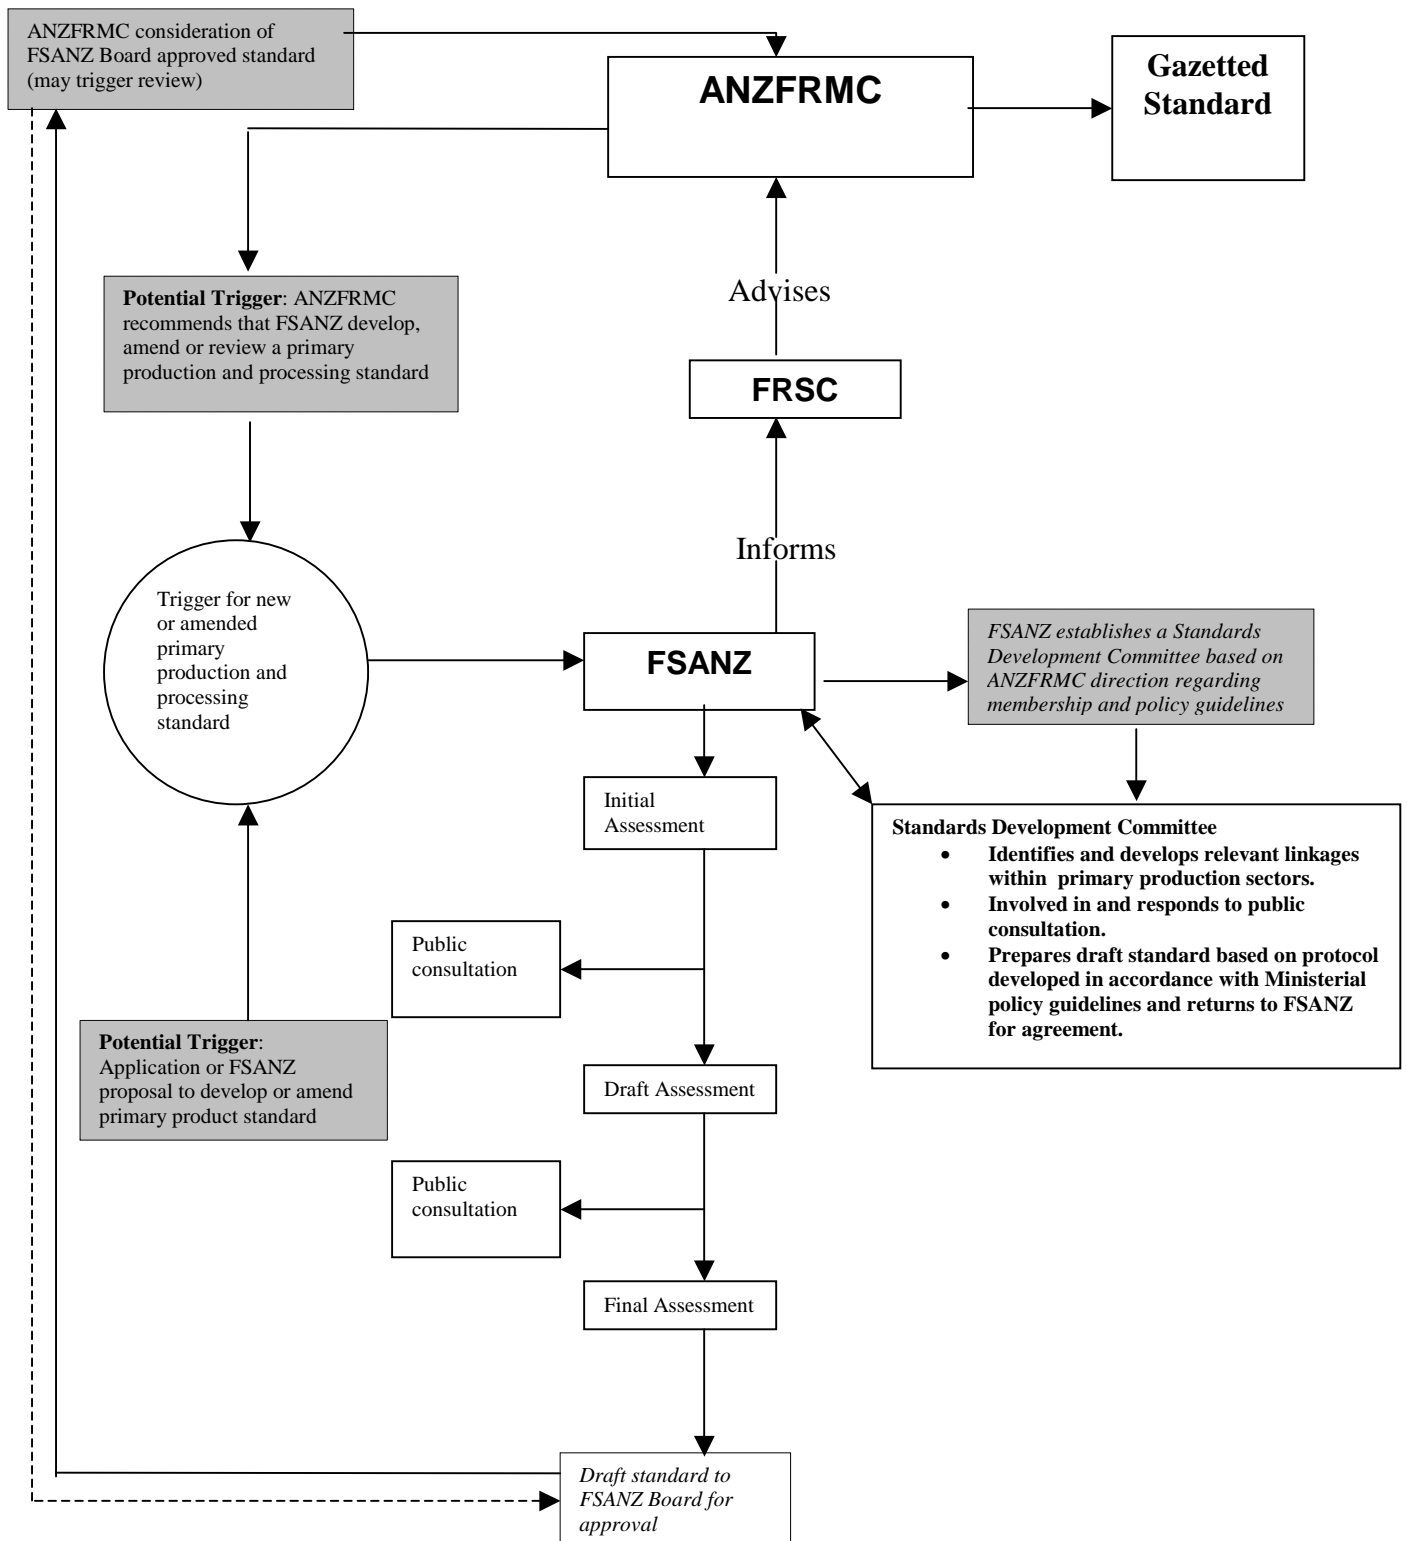 ANZFRMC consideration of
FSANZ Board approved standard
(may trigger review)
ANZFRMC
Gazetted
Standard
Potential Trigger: ANZFRMC
recommends that FSANZ develop,
amend or review a primary
production and processing standard
Advises
FRSC
Informs
Trigger for new
or amended
primary
production and
processing
standard
FSANZ
FSANZ establishes a Standards
Development Committee based on
ANZFRMC direction regarding
membership and policy guidelines
Initial
Assessment
Standards Development Committee
• Identifies and develops relevant linkages
within primary production sectors.
• Involved in and responds to public
consultation.
• Prepares draft standard based on protocol
developed in accordance with Ministerial
policy guidelines and returns to FSANZ
for agreement.
Public
consultation
Potential Trigger:
Application or FSANZ
proposal to develop or amend
primary product standard
Draft Assessment
Public
consultation
Final Assessment
Draft standard to
FSANZ Board for
approval